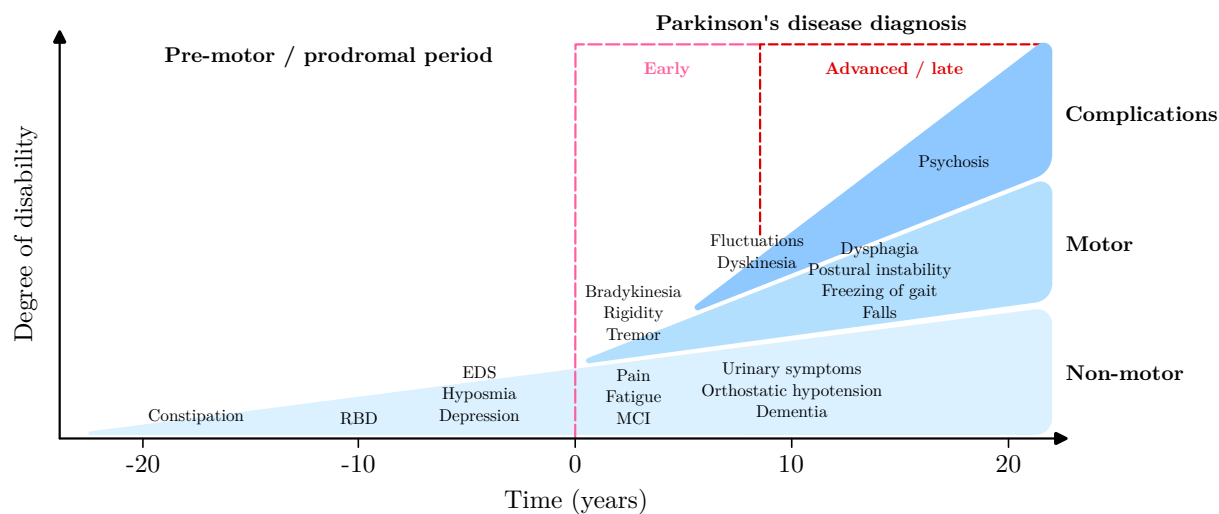 Parkinson's disease diagnosis
Pre-motor / prodromal period
Early
Advanced / late
Complications
Psychosis
Degree of disability
Fluctuations
Dyskinesia
Motor
Dysphagia
Postural instability
Freezing of gait
Falls
Bradykinesia
Rigidity
Tremor
Non-motor
EDS
Hyposmia
Depression
Constipation
RBD
Pain
Fatigue
MCI
Urinary symptoms
Orthostatic hypotension
Dementia
-20
-10
0
10
20
Time (years)